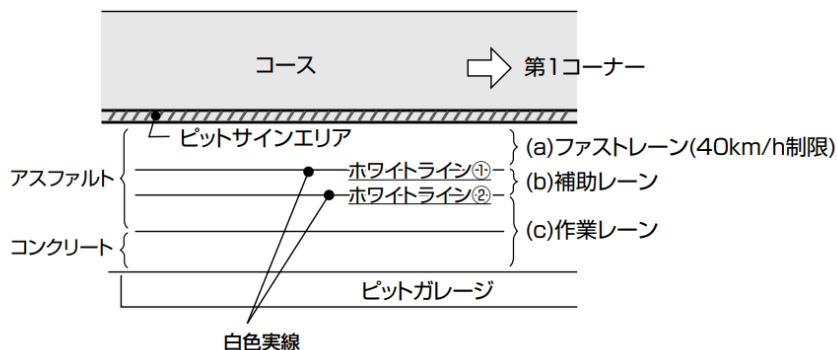 コース
第1コーナー
ピットサインエリア
(a)ファストレーン(40km/h制限)
ホワイトライン①
(b)補助レーン
アスファルト
ホワイトライン②
(c)作業レーン
コンクリート
ピットガレージ
白色実線